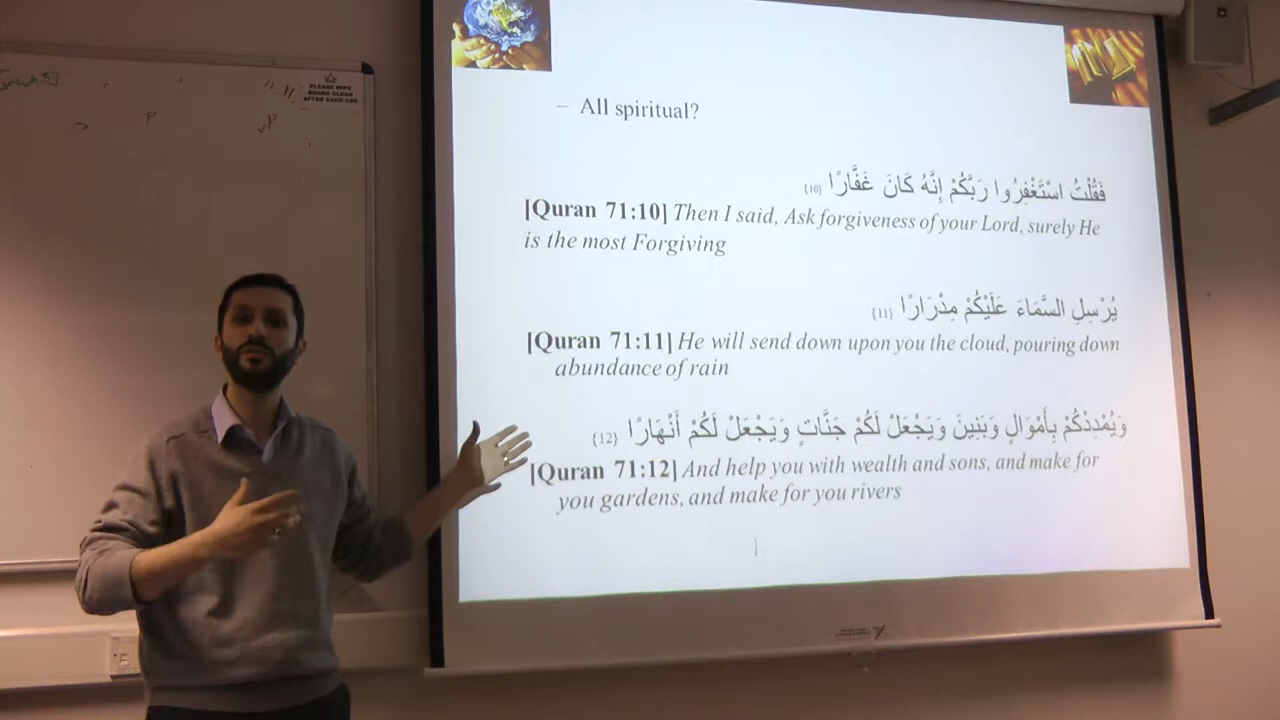 PLEASE WIPE
BOARD CLEAN
AFTER EACH USE
– All spiritual?
فَقُلْتُ اسْتَغْفِرُوا رَبَّكُمْ إِنَّهُ كَانَ غَفَّارًا {10}
[Quran 71:10] Then I said, Ask forgiveness of your Lord, surely He
is the most Forgiving
يُرْسِلِ السَّمَاءَ عَلَيْكُمْ مِدْرَارًا {11}
[Quran 71:11] He will send down upon you the cloud, pouring down
abundance of rain
وَيُمْدِدْكُمْ بِأَمْوَالٍ وَبَنِينَ وَيَجْعَلْ لَكُمْ جَنَّاتٍ وَيَجْعَلْ لَكُمْ أَنْهَارًا {12}
[Quran 71:12] And help you with wealth and sons, and make for
you gardens, and make for you rivers